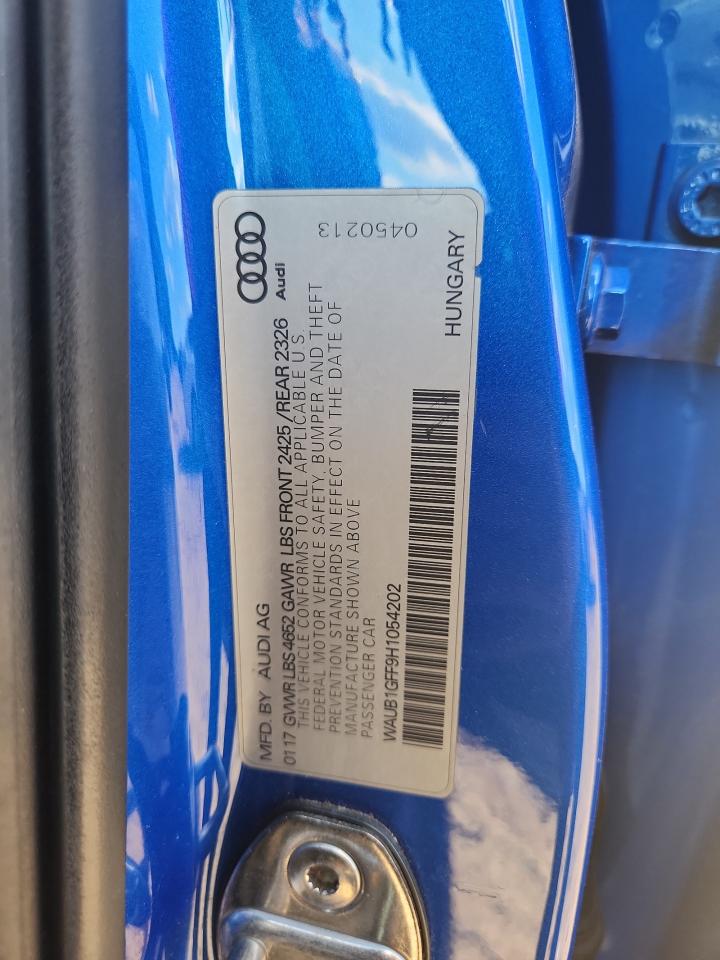 MFD. BY AUDI AG
Audi
0117 GVWR LBS 4652 GAWR LBS FRONT 2425 /REAR 2326
THIS VEHICLE CONFORMS TO ALL APPLICABLE U.S.
FEDERAL MOTOR VEHICLE SAFETY, BUMPER AND THEFT
PREVENTION STANDARDS IN EFFECT ON THE DATE OF
MANUFACTURE SHOWN ABOVE
PASSENGER CAR
WAUB1GFF9H1054202
HUNGARY
0450213